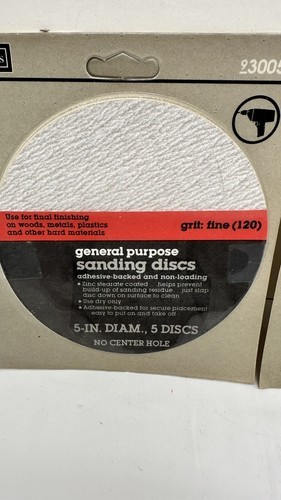 S
93005
Use for final finishing
on woods, metals, plastics
and other hard materials
grit: fine (120)
general purpose
sanding discs
adhesive-backed and non-loading
• Zinc stearate coated ... helps prevent
build-up of sanding residue ... just slap
disc down on surface to clean
• Use dry only
• Adhesive-backed for secure placement
easy to put on and take off
5-IN. DIAM., 5 DISCS
NO CENTER HOLE